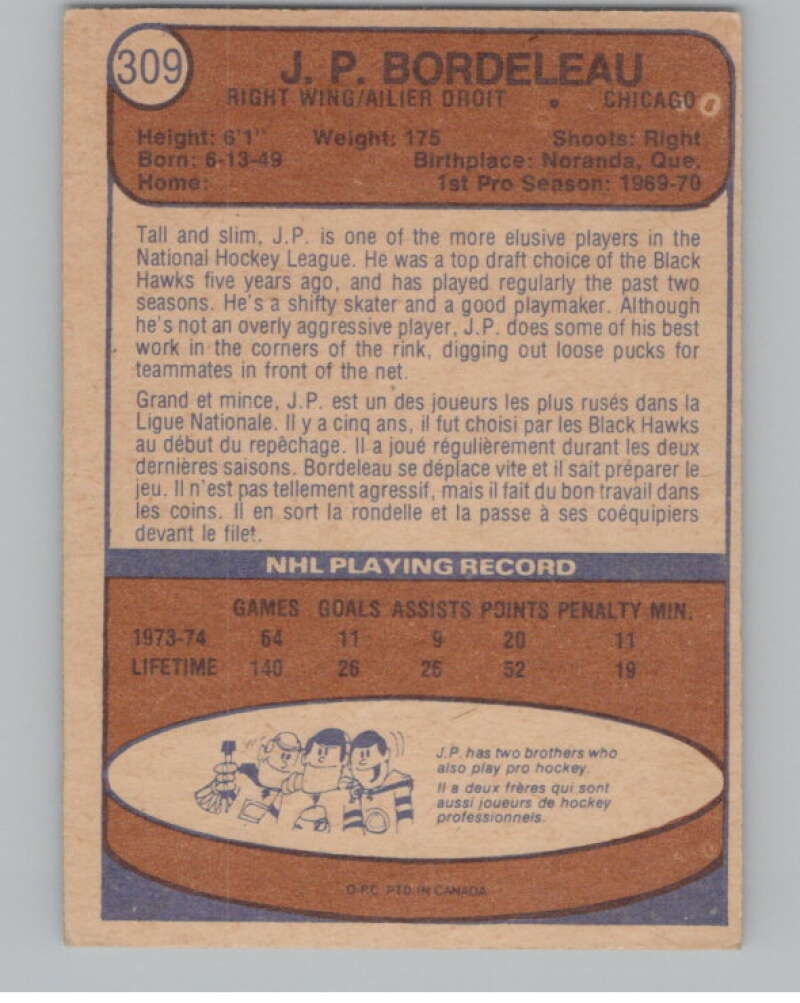 309
J. P. BORDELEAU
RIGHT WING/AILIER DROIT • CHICAGO
Height: 6'1" Weight: 175 Shoots: Right
Born: 6-13-49 Birthplace: Noranda, Que.
Home: 1st Pro Season: 1969-70
Tall and slim, J.P. is one of the more elusive players in the
National Hockey League. He was a top draft choice of the Black
Hawks five years ago, and has played regularly the past two
seasons. He's a shifty skater and a good playmaker. Although
he's not an overly aggressive player, J.P. does some of his best
work in the corners of the rink, digging out loose pucks for
teammates in front of the net.
Grand et mince, J.P. est un des joueurs les plus rusés dans la
Ligue Nationale. Il y a cinq ans, il fut choisi par les Black Hawks
au début du repêchage. Il a joué régulièrement durant les deux
dernières saisons. Bordeleau se déplace vite et il sait préparer le
jeu. Il n'est pas tellement agressif, mais il fait du bon travail dans
les coins. Il en sort la rondelle et la passe à ses coéquipiers
devant le filet.
NHL PLAYING RECORD
GAMES GOALS ASSISTS POINTS PENALTY MIN.
1973-74 64 11 9 20 11
LIFETIME 140 26 26 52 19
J.P. has two brothers who
also play pro hockey.
Il a deux frères qui sont
aussi joueurs de hockey
professionnels.
O.P.C. PTD. IN CANADA